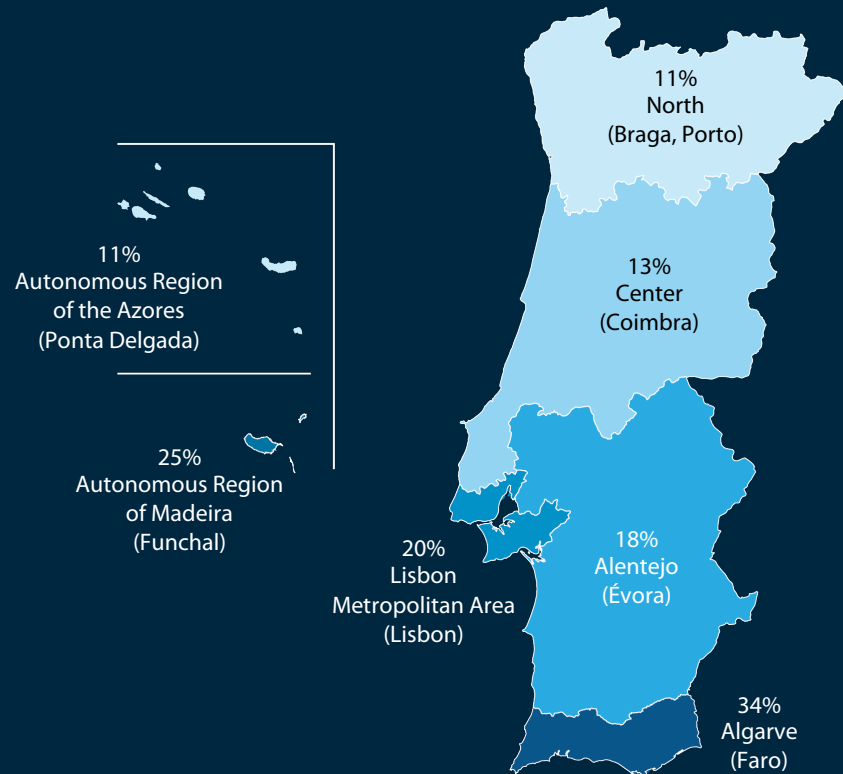 11%
North
(Braga, Porto)
11%
Autonomous Region
of the Azores
(Ponta Delgada)
13%
Center
(Coimbra)
25%
Autonomous Region
of Madeira
(Funchal)
20%
Lisbon
Metropolitan Area
(Lisbon)
18%
Alentejo
(Évora)
34%
Algarve
(Faro)